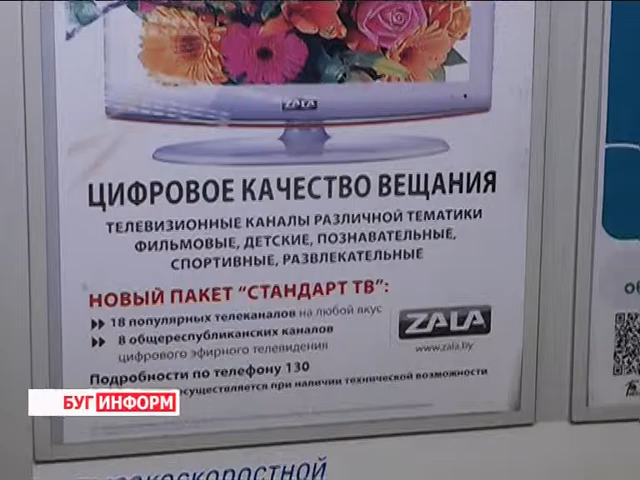 ZALA
ЦИФРОВОЕ КАЧЕСТВО ВЕЩАНИЯ
ТЕЛЕВИЗИОННЫЕ КАНАЛЫ РАЗЛИЧНОЙ ТЕМАТИКИ
ФИЛЬМОВЫЕ, ДЕТСКИЕ, ПОЗНАВАТЕЛЬНЫЕ,
СПОРТИВНЫЕ, РАЗВЛЕКАТЕЛЬНЫЕ
НОВЫЙ ПАКЕТ "СТАНДАРТ ТВ":
18 популярных телеканалов на любой вкус
8 общереспубликанских каналов
цифрового эфирного телевидения
ZALA
www.zala.by
Подробности по телефону 130
осуществляется при наличии технической возможности
БУГИНФОРМ